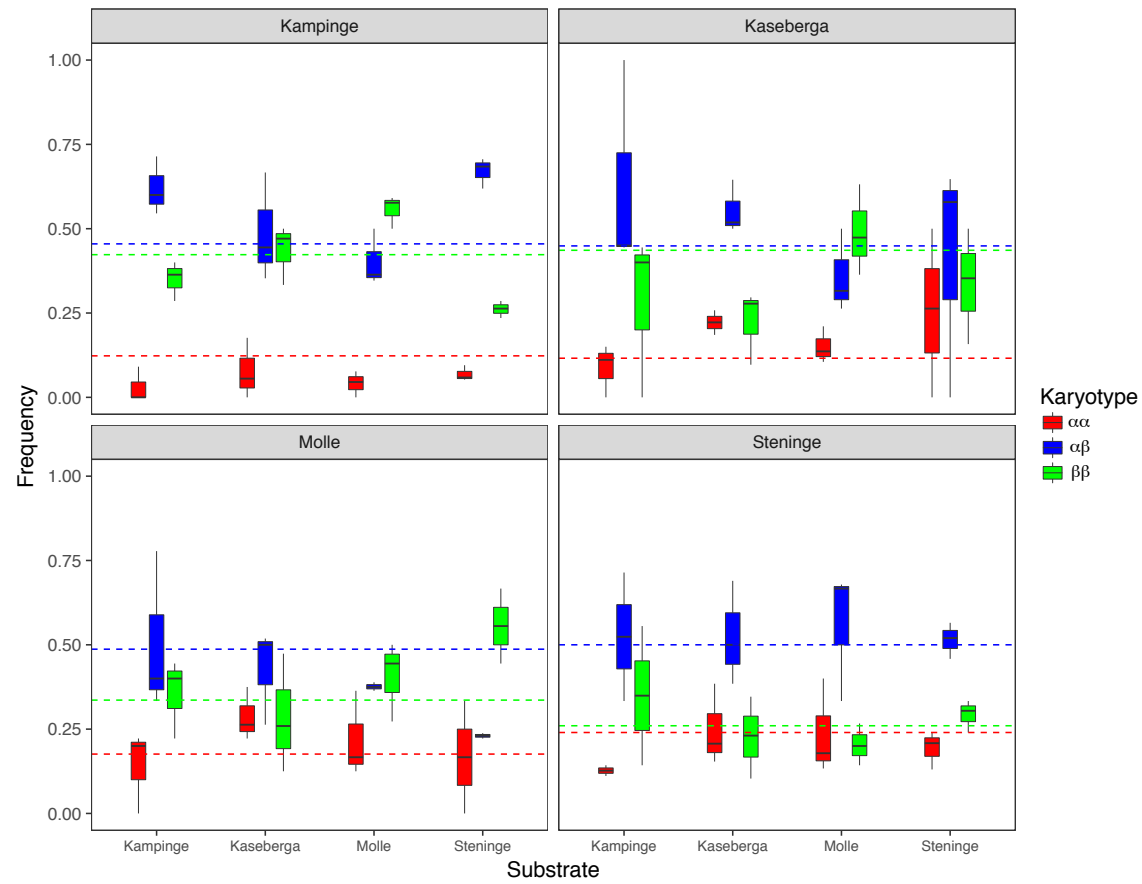 Kampinge
Kaseberga
1.00
0.75
0.50
0.25
0.00
Molle
Steninge
1.00
0.75
0.50
0.25
0.00
Frequency
Kampinge
Kaseberga
Molle
Steninge
Kampinge
Kaseberga
Molle
Steninge
Substrate
Karyotype
αα
αβ
ββ